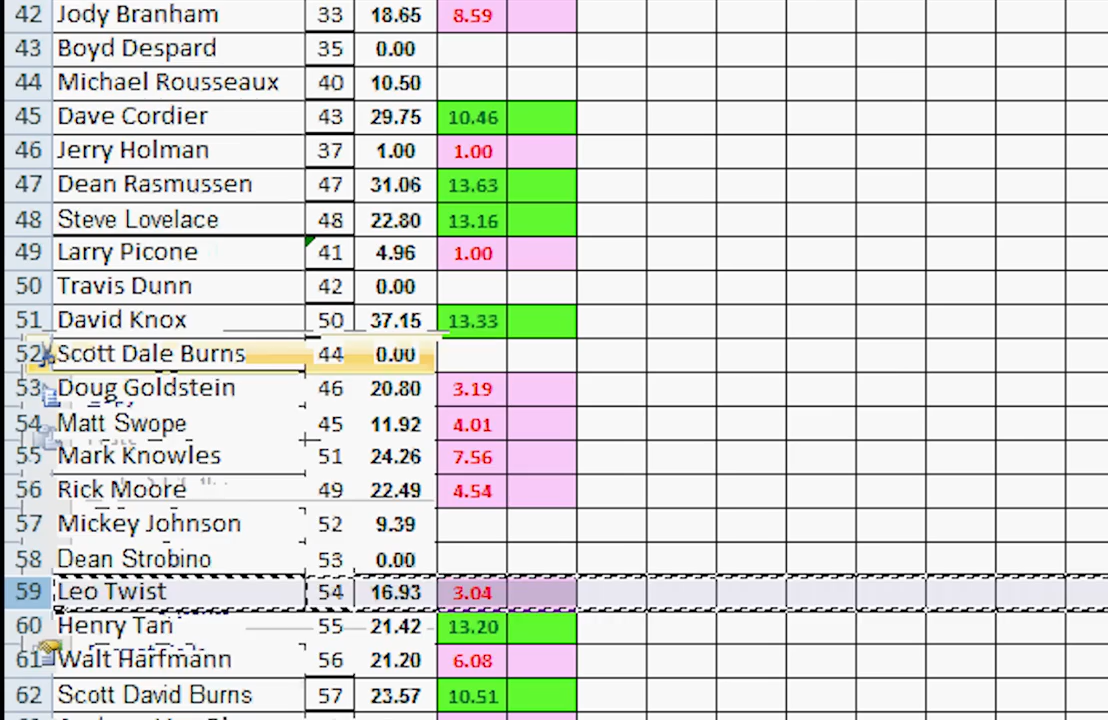 42 Jody Branham 33 18.65 8.59
43 Boyd Despard 35 0.00
44 Michael Rousseaux 40 10.50
45 Dave Cordier 43 29.75 10.46
46 Jerry Holman 37 1.00 1.00
47 Dean Rasmussen 47 31.06 13.63
48 Steve Lovelace 48 22.80 13.16
49 Larry Picone 41 4.96 1.00
50 Travis Dunn 42 0.00
51 David Knox 50 37.15 13.33
52 Scott Dale Burns 44 0.00
53 Doug Goldstein 46 20.80 3.19
54 Matt Swope 45 11.92 4.01
55 Mark Knowles 51 24.26 7.56
56 Rick Moore 49 22.49 4.54
57 Mickey Johnson 52 9.39
58 Dean Strobino 53 0.00
59 Leo Twist 54 16.93 3.04
60 Henry Tan 55 21.42 13.20
61 Walt Harfmann 56 21.20 6.08
62 Scott David Burns 57 23.57 10.51